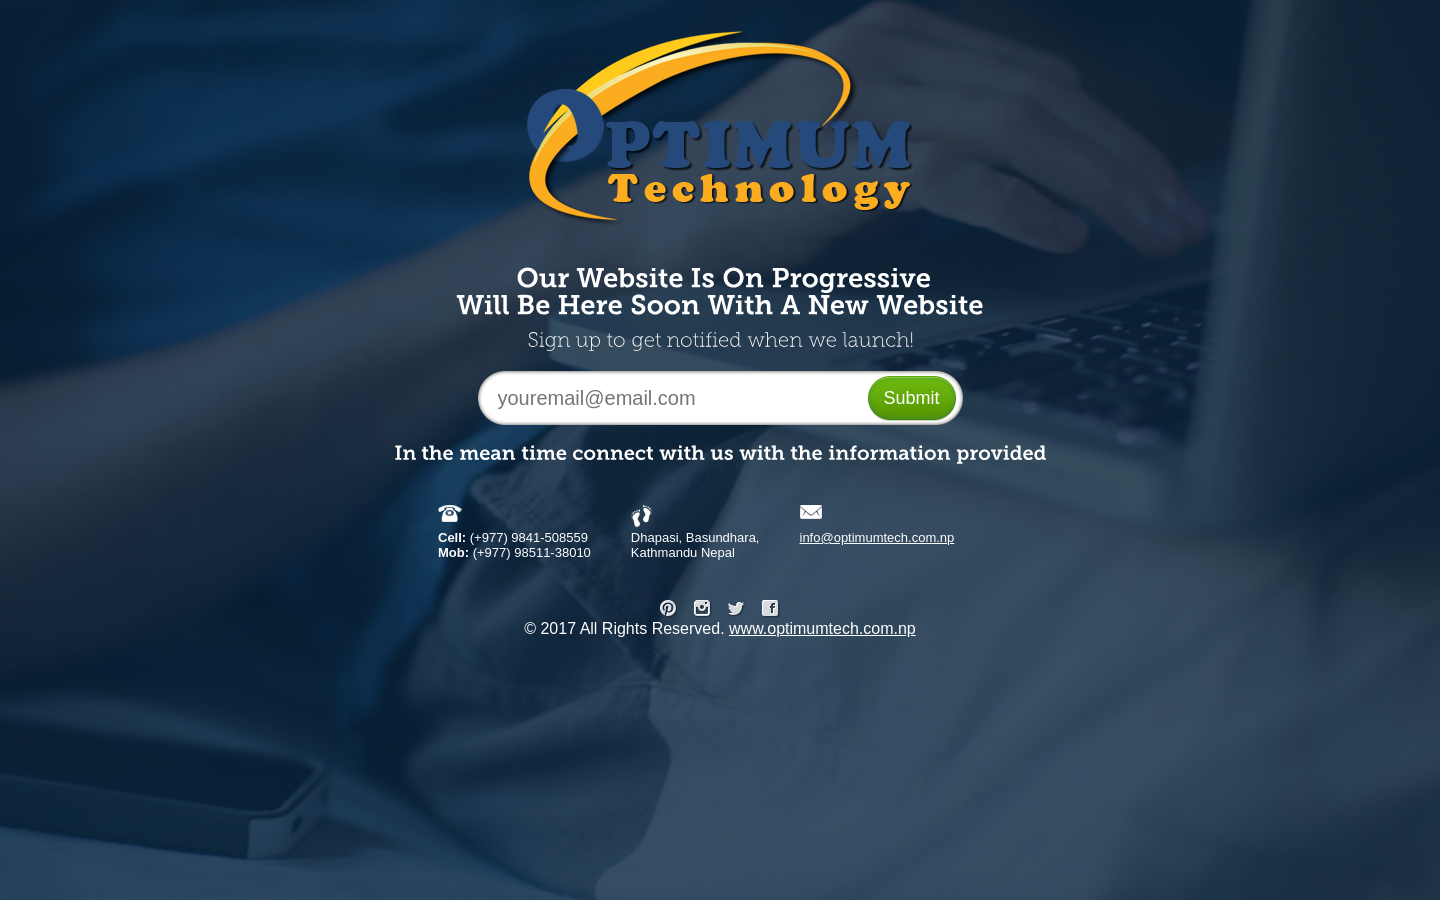 OPTIMUM
Technology
Our Website Is On Progressive
Will Be Here Soon With A New Website
Sign up to get notified when we launch!
youremail@email.com
Submit
In the mean time connect with us with the information provided
Cell: (+977) 9841-508559
Mob: (+977) 98511-38010
Dhapasi, Basundhara,
Kathmandu Nepal
info@optimumtech.com.np
© 2017 All Rights Reserved. www.optimumtech.com.np